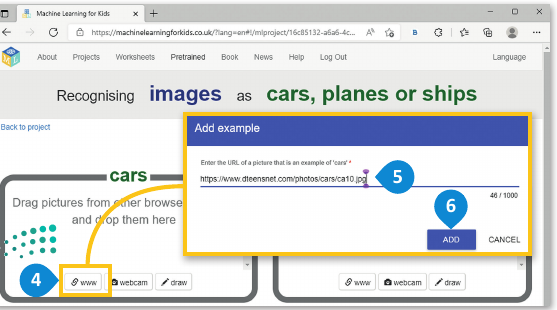 Machine Learning for Kids
https://machinelearningforkids.co.uk/?lang=en#!/mlproject/16c85132-a6a6-4c...
About Projects Worksheets Pretrained Book News Help Log Out Language
Recognising images as cars, planes or ships
Back to project
Add example
Enter the URL of a picture that is an example of 'cars' *
https://www.dteensnet.com/photos/cars/ca10.jpg
5
46 / 1000
6
ADD CANCEL
cars
Drag pictures from other browse
and drop them here
4
www webcam draw
www webcam draw